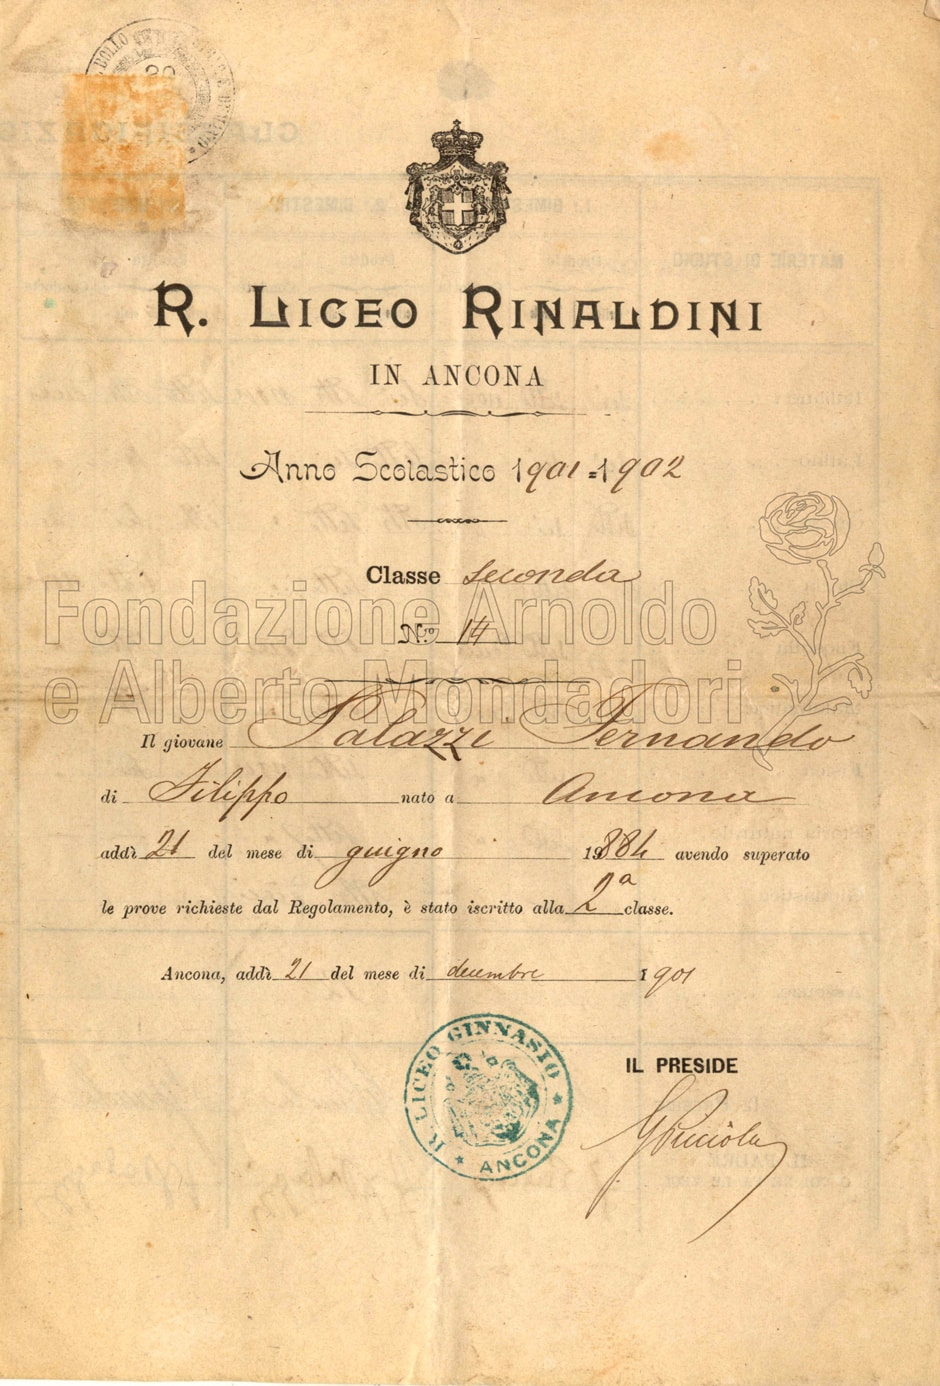 R. LICEO RINALDINI
IN ANCONA
Anno Scolastico 1901=1902
Classe seconda
Fondazione Arnoldo
N.º 14
e Alberto Mondadori
Il giovane Palazzi Fernando
di Filippo nato a Ancona
addì 21 del mese di guigno 1884 avendo superato
le prove richieste dal Regolamento, è stato iscritto alla 2ª classe.
Ancona, addì 21 del mese di decembre 1901
R. LICEO GINNASIO
ANCONA
IL PRESIDE